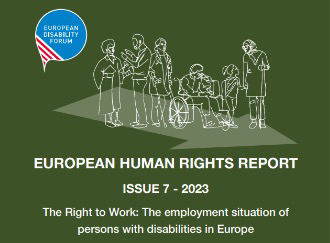 EUROPEAN
DISABILITY
FORUM
EUROPEAN HUMAN RIGHTS REPORT
ISSUE 7 - 2023
The Right to Work: The employment situation of
persons with disabilities in Europe